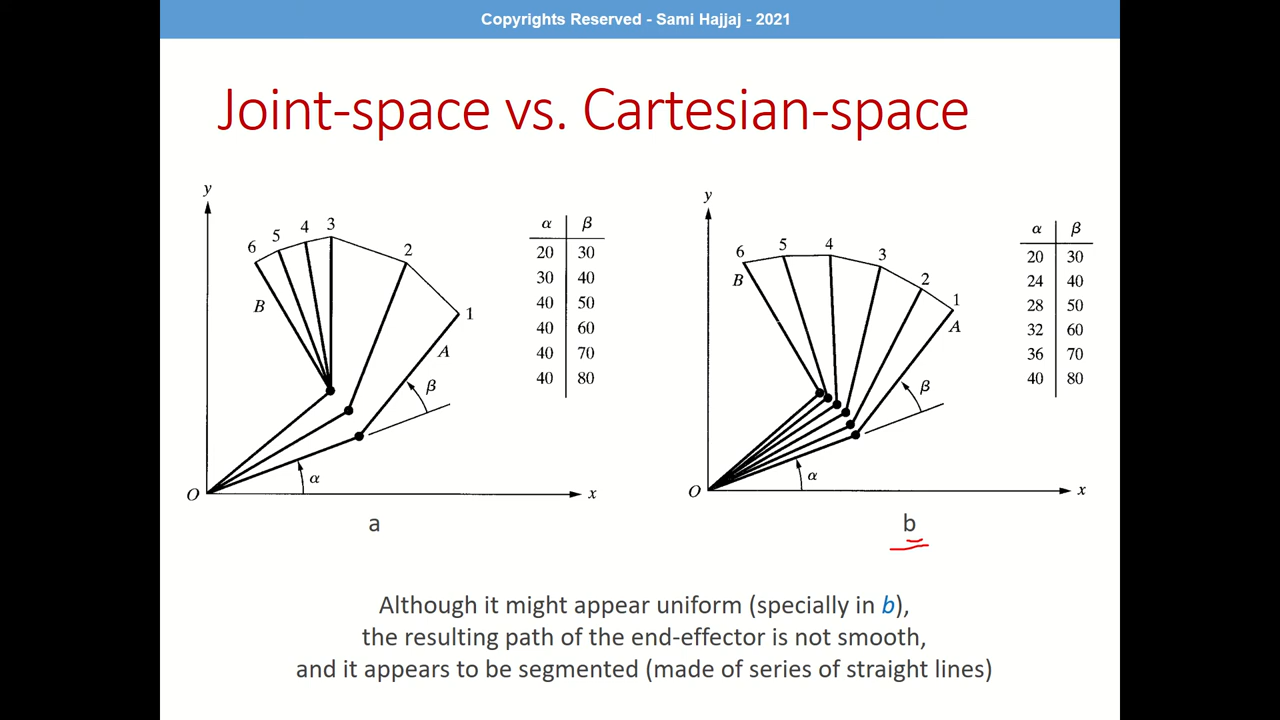 Copyrights Reserved - Sami Hajjaj - 2021
Joint-space vs. Cartesian-space
y
6
5
4
3
2
1
B
A
β
α
O
x
α β
20 30
30 40
40 50
40 60
40 70
40 80
a
y
6
5
4
3
2
1
B
A
β
α
O
x
α β
20 30
24 40
28 50
32 60
36 70
40 80
b
Although it might appear uniform (specially in b),
the resulting path of the end-effector is not smooth,
and it appears to be segmented (made of series of straight lines)